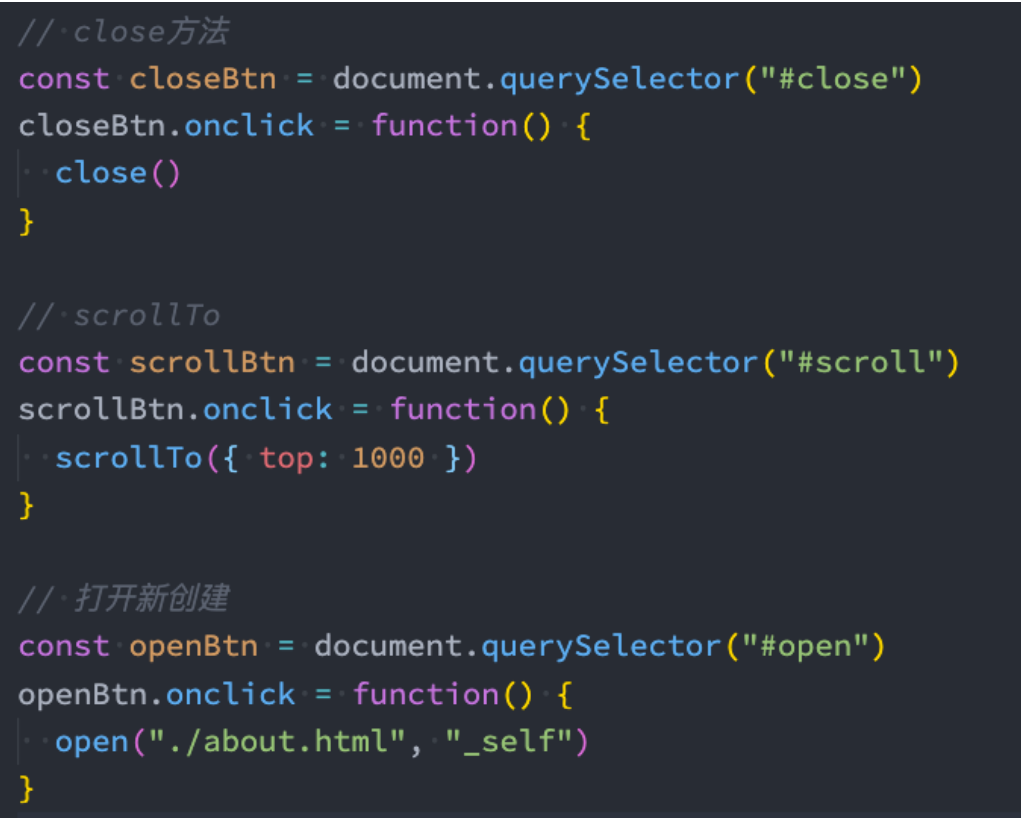 // close方法
const closeBtn = document.querySelector("#close")
closeBtn.onclick = function() {
  close()
}

// scrollTo
const scrollBtn = document.querySelector("#scroll")
scrollBtn.onclick = function() {
  scrollTo({ top: 1000 })
}

// 打开新创建
const openBtn = document.querySelector("#open")
openBtn.onclick = function() {
  open("./about.html", "_self")
}